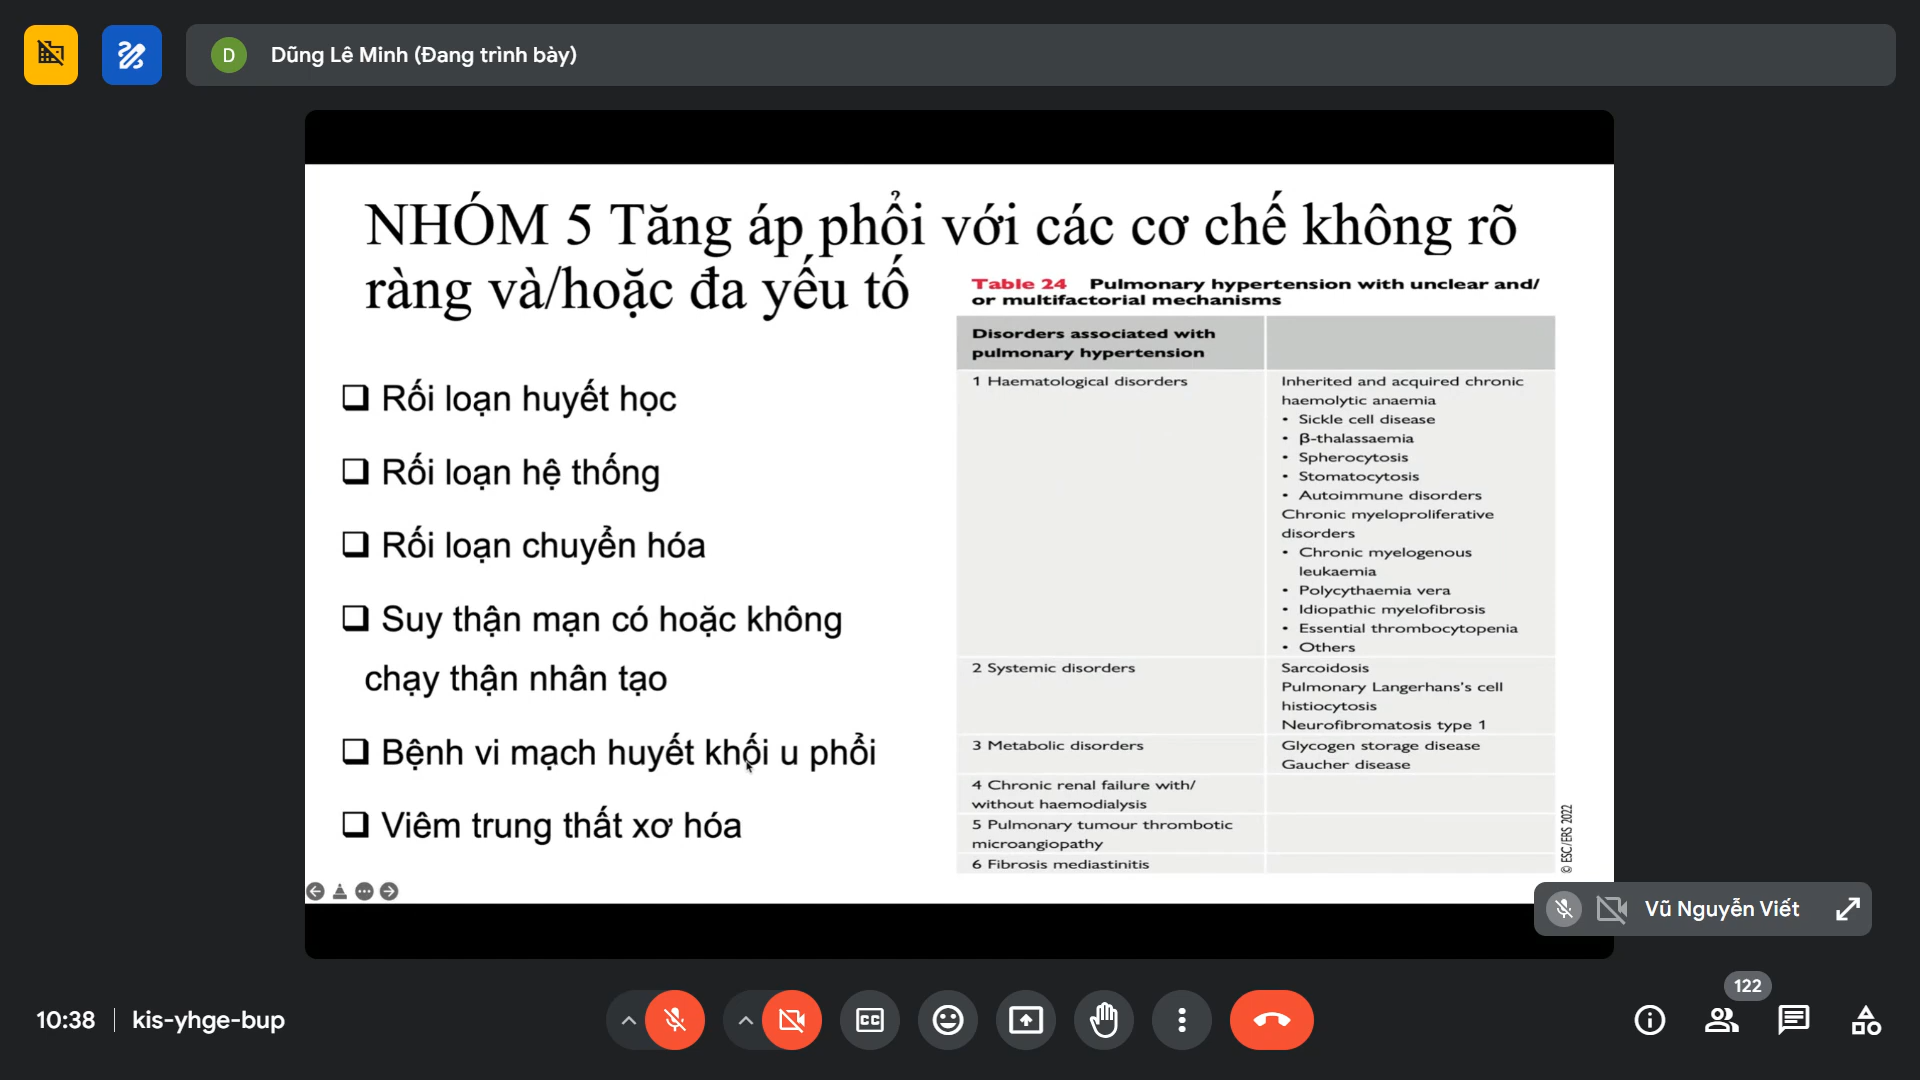 D Dũng Lê Minh (Đang trình bày)
NHÓM 5 Tăng áp phổi với các cơ chế không rõ
ràng và/hoặc đa yếu tố
Rối loạn huyết học
Rối loạn hệ thống
Rối loạn chuyển hóa
Suy thận mạn có hoặc không
chạy thận nhân tạo
Bệnh vi mạch huyết khối u phổi
Viêm trung thất xơ hóa
Table 24 Pulmonary hypertension with unclear and/
or multifactorial mechanisms
Disorders associated with
pulmonary hypertension
1 Haematological disorders
Inherited and acquired chronic
haemolytic anaemia
• Sickle cell disease
• β-thalassaemia
• Spherocytosis
• Stomatocytosis
• Autoimmune disorders
Chronic myeloproliferative
disorders
• Chronic myelogenous
leukaemia
• Polycythaemia vera
• Idiopathic myelofibrosis
• Essential thrombocytopenia
• Others
2 Systemic disorders
Sarcoidosis
Pulmonary Langerhans's cell
histiocytosis
Neurofibromatosis type 1
3 Metabolic disorders
Glycogen storage disease
Gaucher disease
4 Chronic renal failure with/
without haemodialysis
5 Pulmonary tumour thrombotic
microangiopathy
6 Fibrosis mediastinitis
© ESC/ERS 2022
Vũ Nguyễn Viết
10:38 | kis-yhge-bup
CC
122